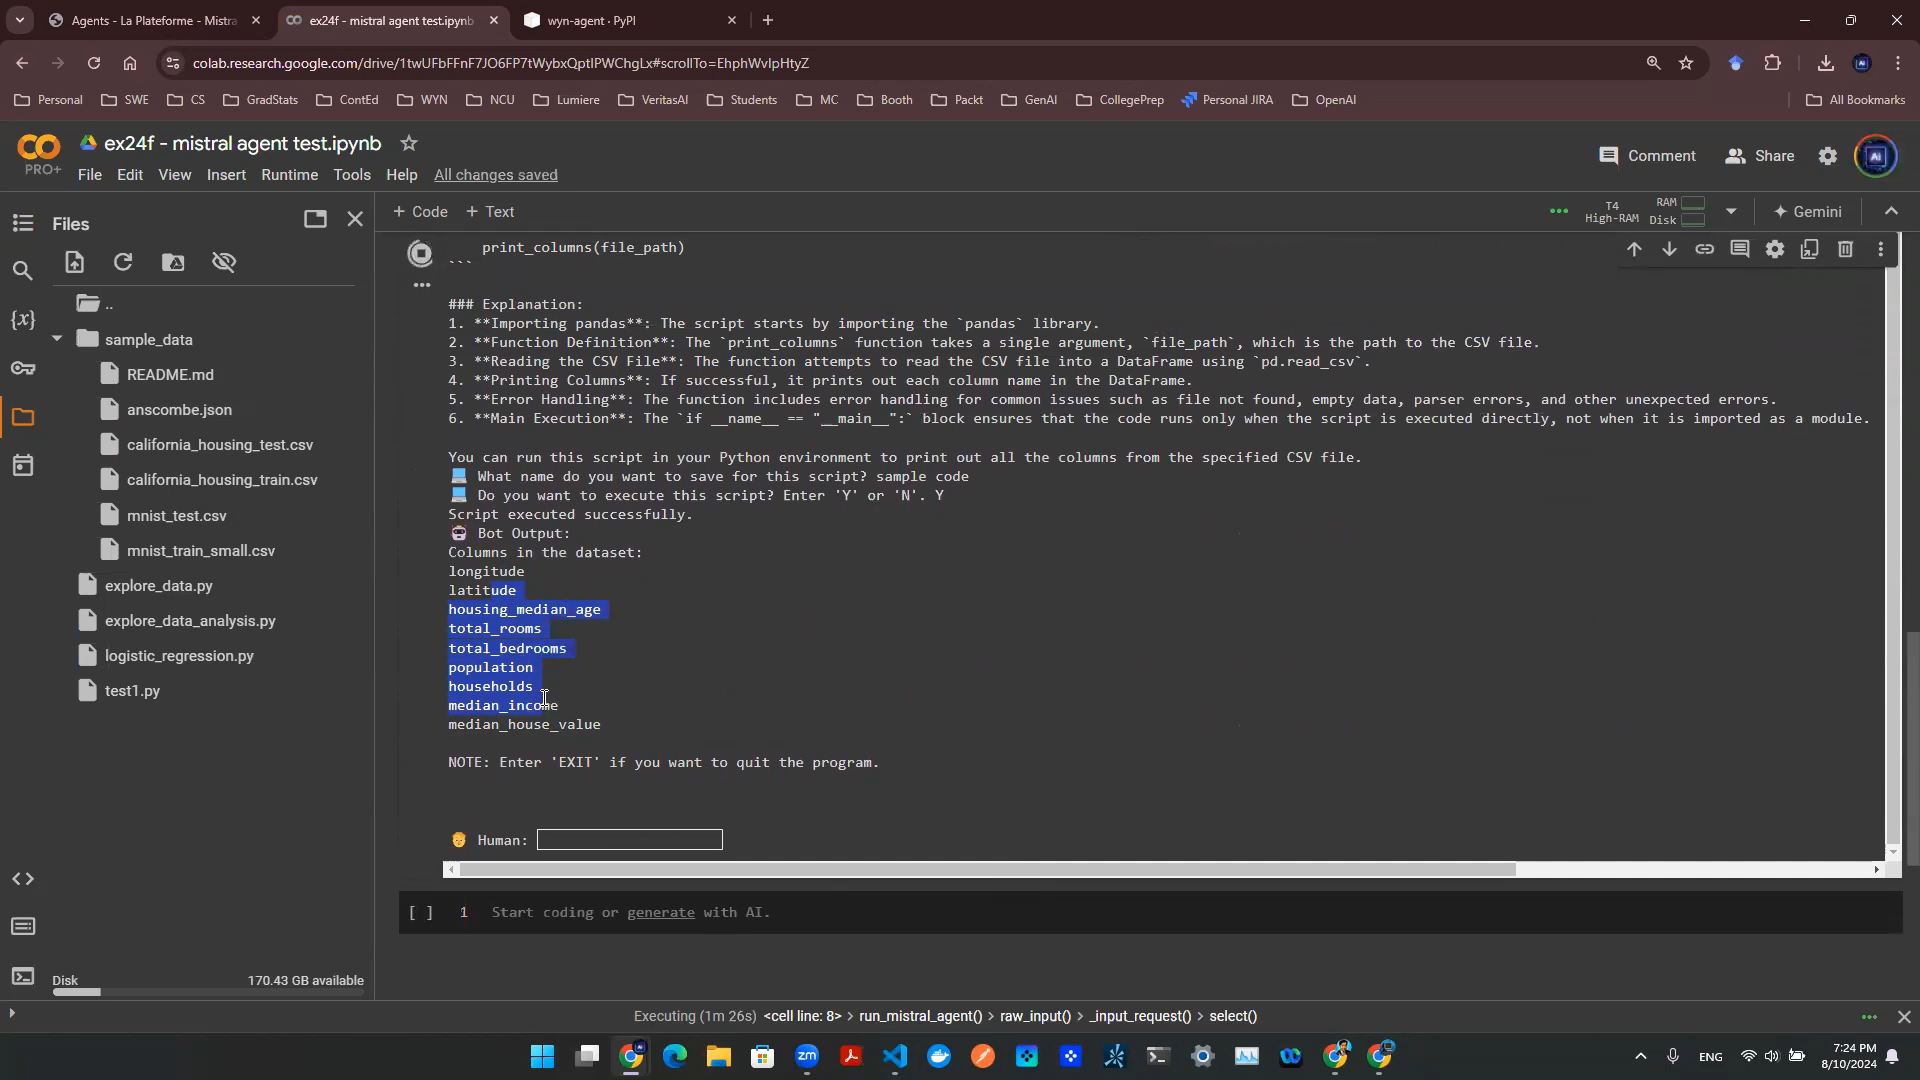 Agents - La Plateforme - Mistra
ex24f - mistral agent test.ipynb
wyn-agent · PyPI
colab.research.google.com/drive/1twUFbFFnF7JO6FP7tWybxQptIPWChgLx#scrollTo=EhphWvIpHtyZ
Personal
SWE
CS
GradStats
ContEd
WYN
NCU
Lumiere
VeritasAI
Students
MC
Booth
Packt
GenAI
CollegePrep
Personal JIRA
OpenAI
All Bookmarks
PRO+
ex24f - mistral agent test.ipynb
File Edit View Insert Runtime Tools Help All changes saved
Comment
Share
Files
+ Code + Text
T4
High-RAM
RAM
Disk
Gemini
..
sample_data
README.md
anscombe.json
california_housing_test.csv
california_housing_train.csv
mnist_test.csv
mnist_train_small.csv
explore_data.py
explore_data_analysis.py
logistic_regression.py
test1.py
Disk 170.43 GB available
print_columns(file_path)
```
### Explanation:
1. **Importing pandas**: The script starts by importing the `pandas` library.
2. **Function Definition**: The `print_columns` function takes a single argument, `file_path`, which is the path to the CSV file.
3. **Reading the CSV File**: The function attempts to read the CSV file into a DataFrame using `pd.read_csv`.
4. **Printing Columns**: If successful, it prints out each column name in the DataFrame.
5. **Error Handling**: The function includes error handling for common issues such as file not found, empty data, parser errors, and other unexpected errors.
6. **Main Execution**: The `if __name__ == "__main__":` block ensures that the code runs only when the script is executed directly, not when it is imported as a module.
You can run this script in your Python environment to print out all the columns from the specified CSV file.
What name do you want to save for this script? sample code
Do you want to execute this script? Enter 'Y' or 'N'. Y
Script executed successfully.
Bot Output:
Columns in the dataset:
longitude
latitude
housing_median_age
total_rooms
total_bedrooms
population
households
median_income
median_house_value
NOTE: Enter 'EXIT' if you want to quit the program.
Human:
[ ] 1 Start coding or generate with AI.
Executing (1m 26s) <cell line: 8> > run_mistral_agent() > raw_input() > _input_request() > select()
ENG
7:24 PM
8/10/2024